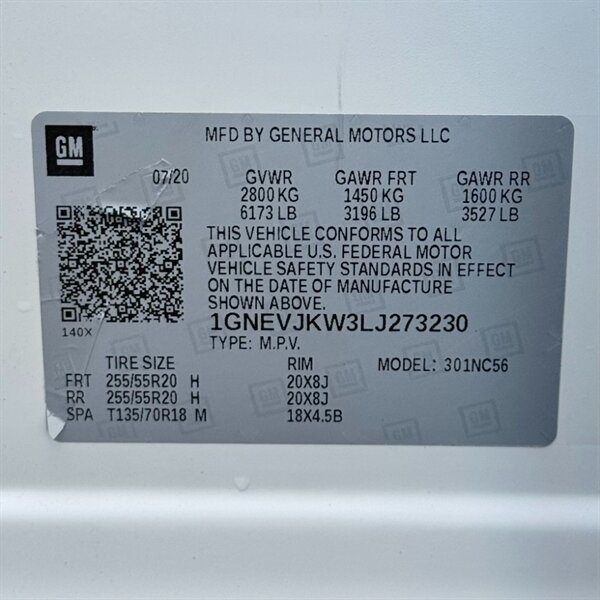 GM
MFD BY GENERAL MOTORS LLC
07/20 GVWR GAWR FRT GAWR RR
2800 KG 1450 KG 1600 KG
6173 LB 3196 LB 3527 LB
THIS VEHICLE CONFORMS TO ALL
APPLICABLE U.S. FEDERAL MOTOR
VEHICLE SAFETY STANDARDS IN EFFECT
ON THE DATE OF MANUFACTURE
SHOWN ABOVE.
1GNEVJKW3LJ273230
140X
TYPE: M.P.V.
TIRE SIZE RIM MODEL: 301NC56
FRT 255/55R20 H 20X8J
RR 255/55R20 H 20X8J
SPA T135/70R18 M 18X4.5B